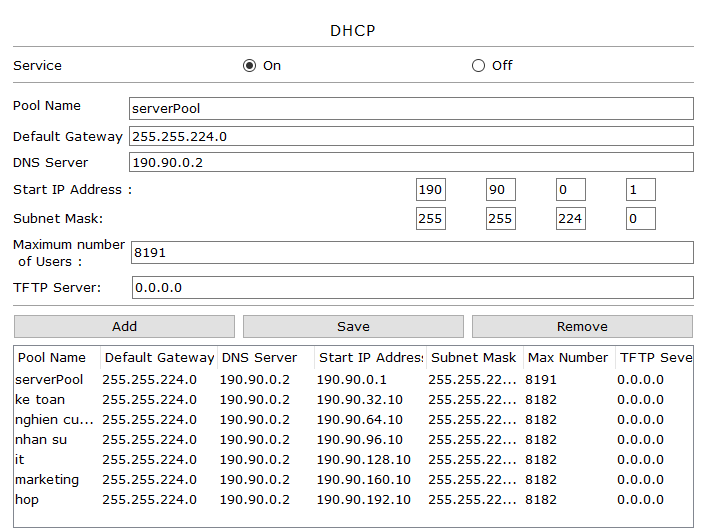 DHCP
Service On Off
Pool Name serverPool
Default Gateway 255.255.224.0
DNS Server 190.90.0.2
Start IP Address : 190 90 0 1
Subnet Mask: 255 255 224 0
Maximum number of Users : 8191
TFTP Server: 0.0.0.0
Add Save Remove
Pool Name Default Gateway DNS Server Start IP Address Subnet Mask Max Number TFTP Seve
serverPool 255.255.224.0 190.90.0.2 190.90.0.1 255.255.22... 8191 0.0.0.0
ke toan 255.255.224.0 190.90.0.2 190.90.32.10 255.255.22... 8182 0.0.0.0
nghien cu... 255.255.224.0 190.90.0.2 190.90.64.10 255.255.22... 8182 0.0.0.0
nhan su 255.255.224.0 190.90.0.2 190.90.96.10 255.255.22... 8182 0.0.0.0
it 255.255.224.0 190.90.0.2 190.90.128.10 255.255.22... 8182 0.0.0.0
marketing 255.255.224.0 190.90.0.2 190.90.160.10 255.255.22... 8182 0.0.0.0
hop 255.255.224.0 190.90.0.2 190.90.192.10 255.255.22... 8182 0.0.0.0